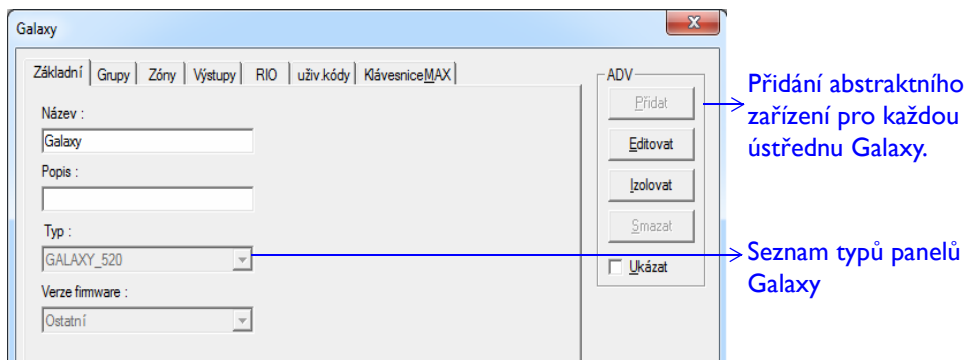 Galaxy
Základní Grupy Zóny Výstupy RIO uživ.kódy KlávesniceMAX
Název :
Galaxy
Popis :
Typ :
GALAXY_520
Verze firmware :
Ostatní
ADV
Přidat
Editovat
Izolovat
Smazat
Ukázat
Přidání abstraktního
zařízení pro každou
ústřednu Galaxy.
Seznam typů panelů
Galaxy